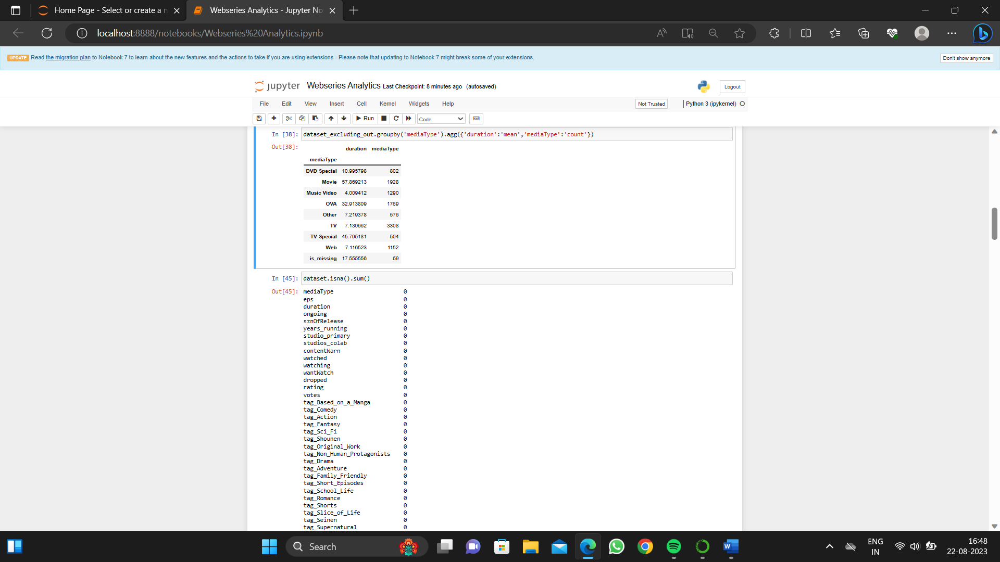 Home Page - Select or create a n
Webseries Analytics - Jupyter No
localhost:8888/notebooks/Webseries%20Analytics.ipynb
UPDATE Read the migration plan to Notebook 7 to learn about the new features and the actions to take if you are using extensions - Please note that updating to Notebook 7 might break some of your extensions.
Don't show anymore
jupyter Webseries Analytics Last Checkpoint: 8 minutes ago (autosaved)
Logout
File Edit View Insert Cell Kernel Widgets Help
Not Trusted
Python 3 (ipykernel)
Run
Code
In [38]: dataset_excluding_out.groupby('mediaType').agg({'duration':'mean','mediaType':'count'})
Out[38]:
duration mediaType
mediaType
DVD Special 10.995798 802
Movie 57.869213 1928
Music Video 4.009412 1290
OVA 32.913809 1769
Other 7.219378 576
TV 7.130662 3308
TV Special 45.795181 504
Web 7.116523 1152
is_missing 17.555556 59
In [45]: dataset.isna().sum()
Out[45]: mediaType 0
eps 0
duration 0
ongoing 0
sznOfRelease 0
years_running 0
studio_primary 0
studios_colab 0
contentWarn 0
watched 0
watching 0
wantWatch 0
dropped 0
rating 0
votes 0
tag_Based_on_a_Manga 0
tag_Comedy 0
tag_Action 0
tag_Fantasy 0
tag_Sci_Fi 0
tag_Shounen 0
tag_Original_Work 0
tag_Non_Human_Protagonists 0
tag_Drama 0
tag_Adventure 0
tag_Family_Friendly 0
tag_Short_Episodes 0
tag_School_Life 0
tag_Romance 0
tag_Shorts 0
tag_Slice_of_Life 0
tag_Seinen 0
tag_Supernatural 0
Search
ENG
IN
16:48
22-08-2023